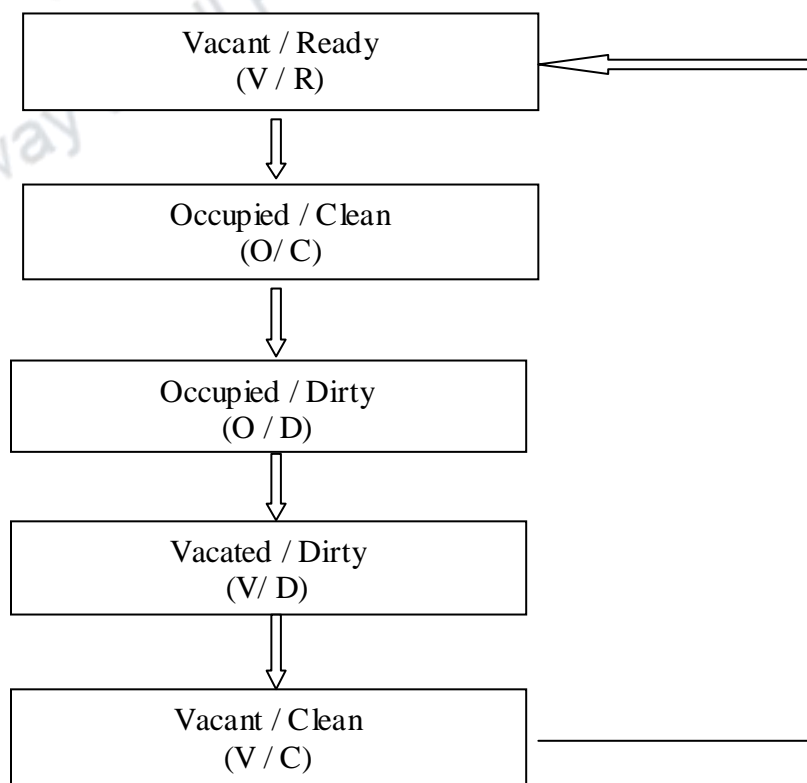 Vacant / Ready
(V / R)
Occupied / Clean
(O/ C)
Occupied / Dirty
(O / D)
Vacated / Dirty
(V/ D)
Vacant / Clean
(V / C)